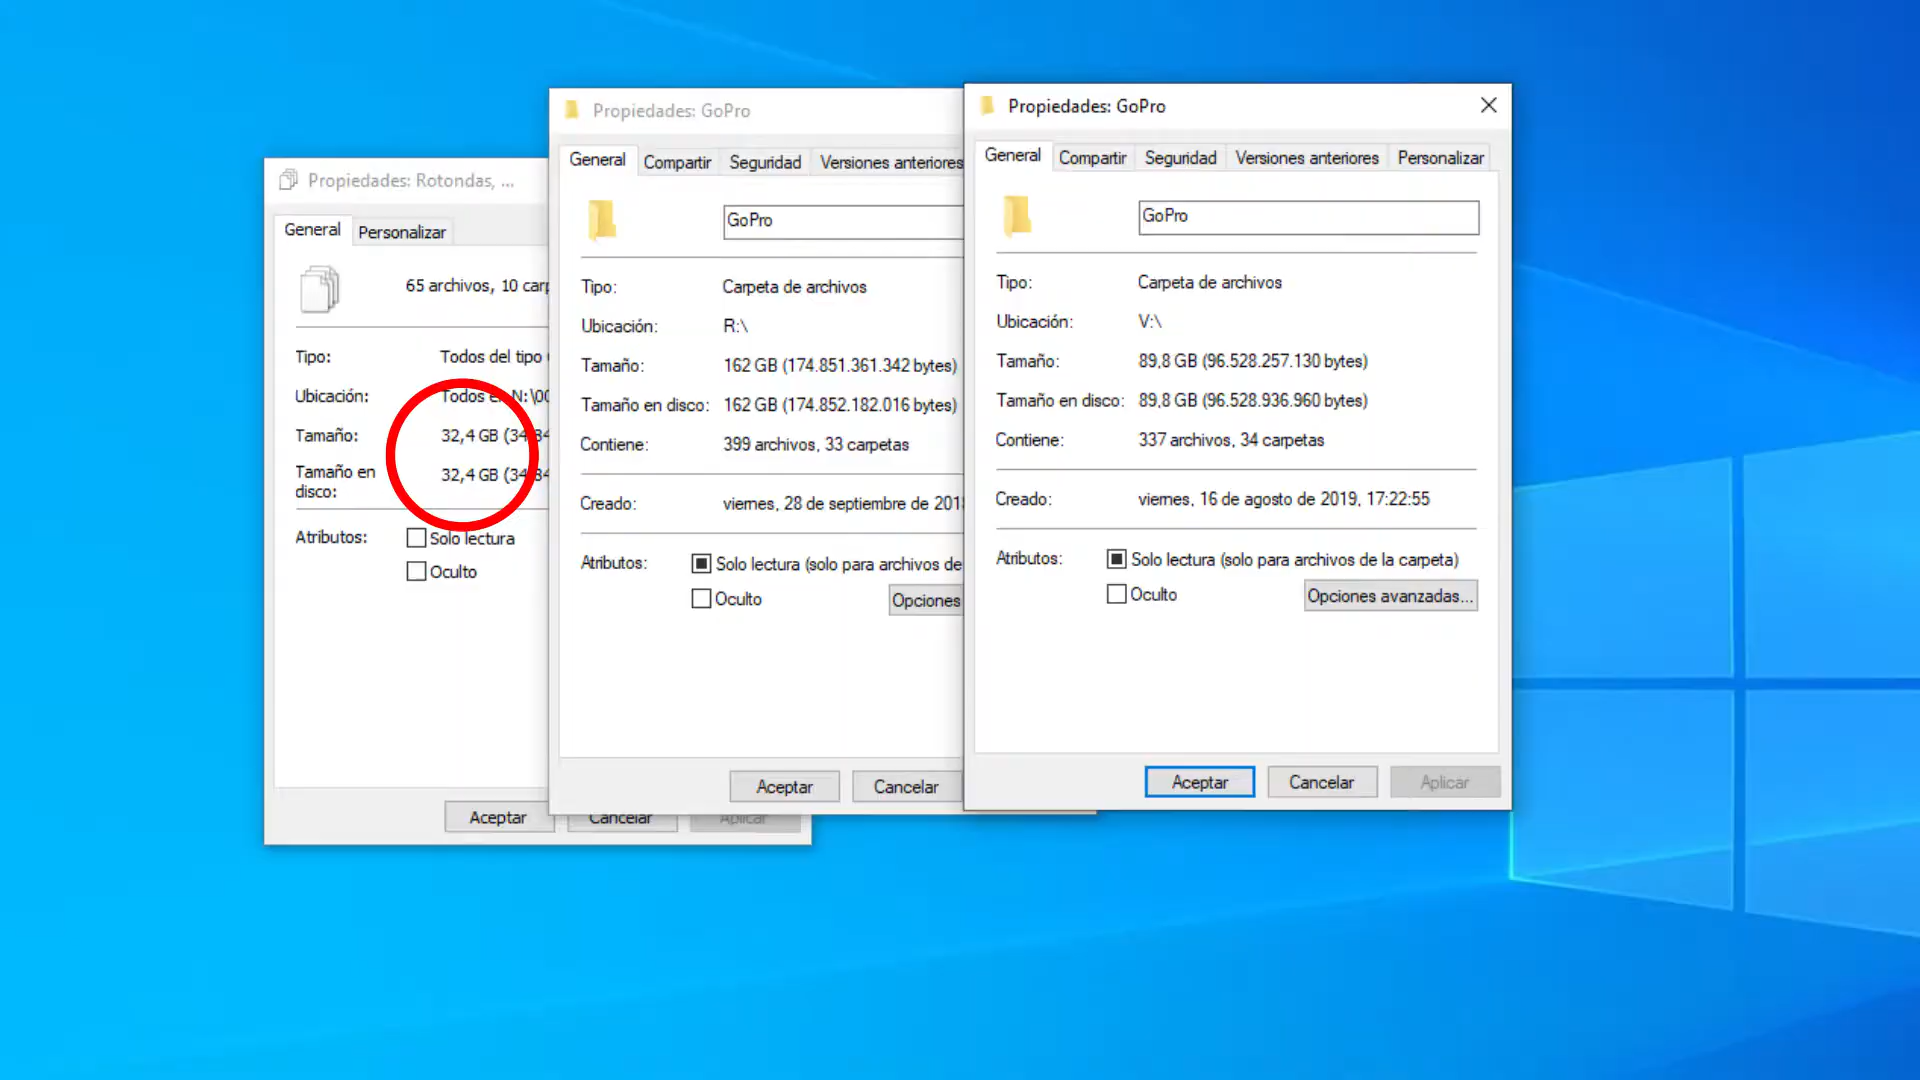 Propiedades: Rotondas, ...
General Personalizar
65 archivos, 10
Tipo: Todos del tipo
Ubicación: Todos en N:\00
Tamaño: 32,4 GB
Tamaño en disco: 32,4 GB
Atributos: Solo lectura
Oculto
Aceptar Cancelar Aplicar
Propiedades: GoPro
General Compartir Seguridad Versiones anteriores
GoPro
Tipo: Carpeta de archivos
Ubicación: R:\
Tamaño: 162 GB (174.851.361.342 bytes)
Tamaño en disco: 162 GB (174.852.182.016 bytes)
Contiene: 399 archivos, 33 carpetas
Creado: viernes, 28 de septiembre de
Atributos: Solo lectura (solo para archivos de
Oculto
Opciones
Aceptar Cancelar
Propiedades: GoPro
General Compartir Seguridad Versiones anteriores Personalizar
GoPro
Tipo: Carpeta de archivos
Ubicación: V:\
Tamaño: 89,8 GB (96.528.257.130 bytes)
Tamaño en disco: 89,8 GB (96.528.936.960 bytes)
Contiene: 337 archivos, 34 carpetas
Creado: viernes, 16 de agosto de 2019, 17:22:55
Atributos: Solo lectura (solo para archivos de la carpeta)
Oculto
Opciones avanzadas...
Aceptar Cancelar Aplicar